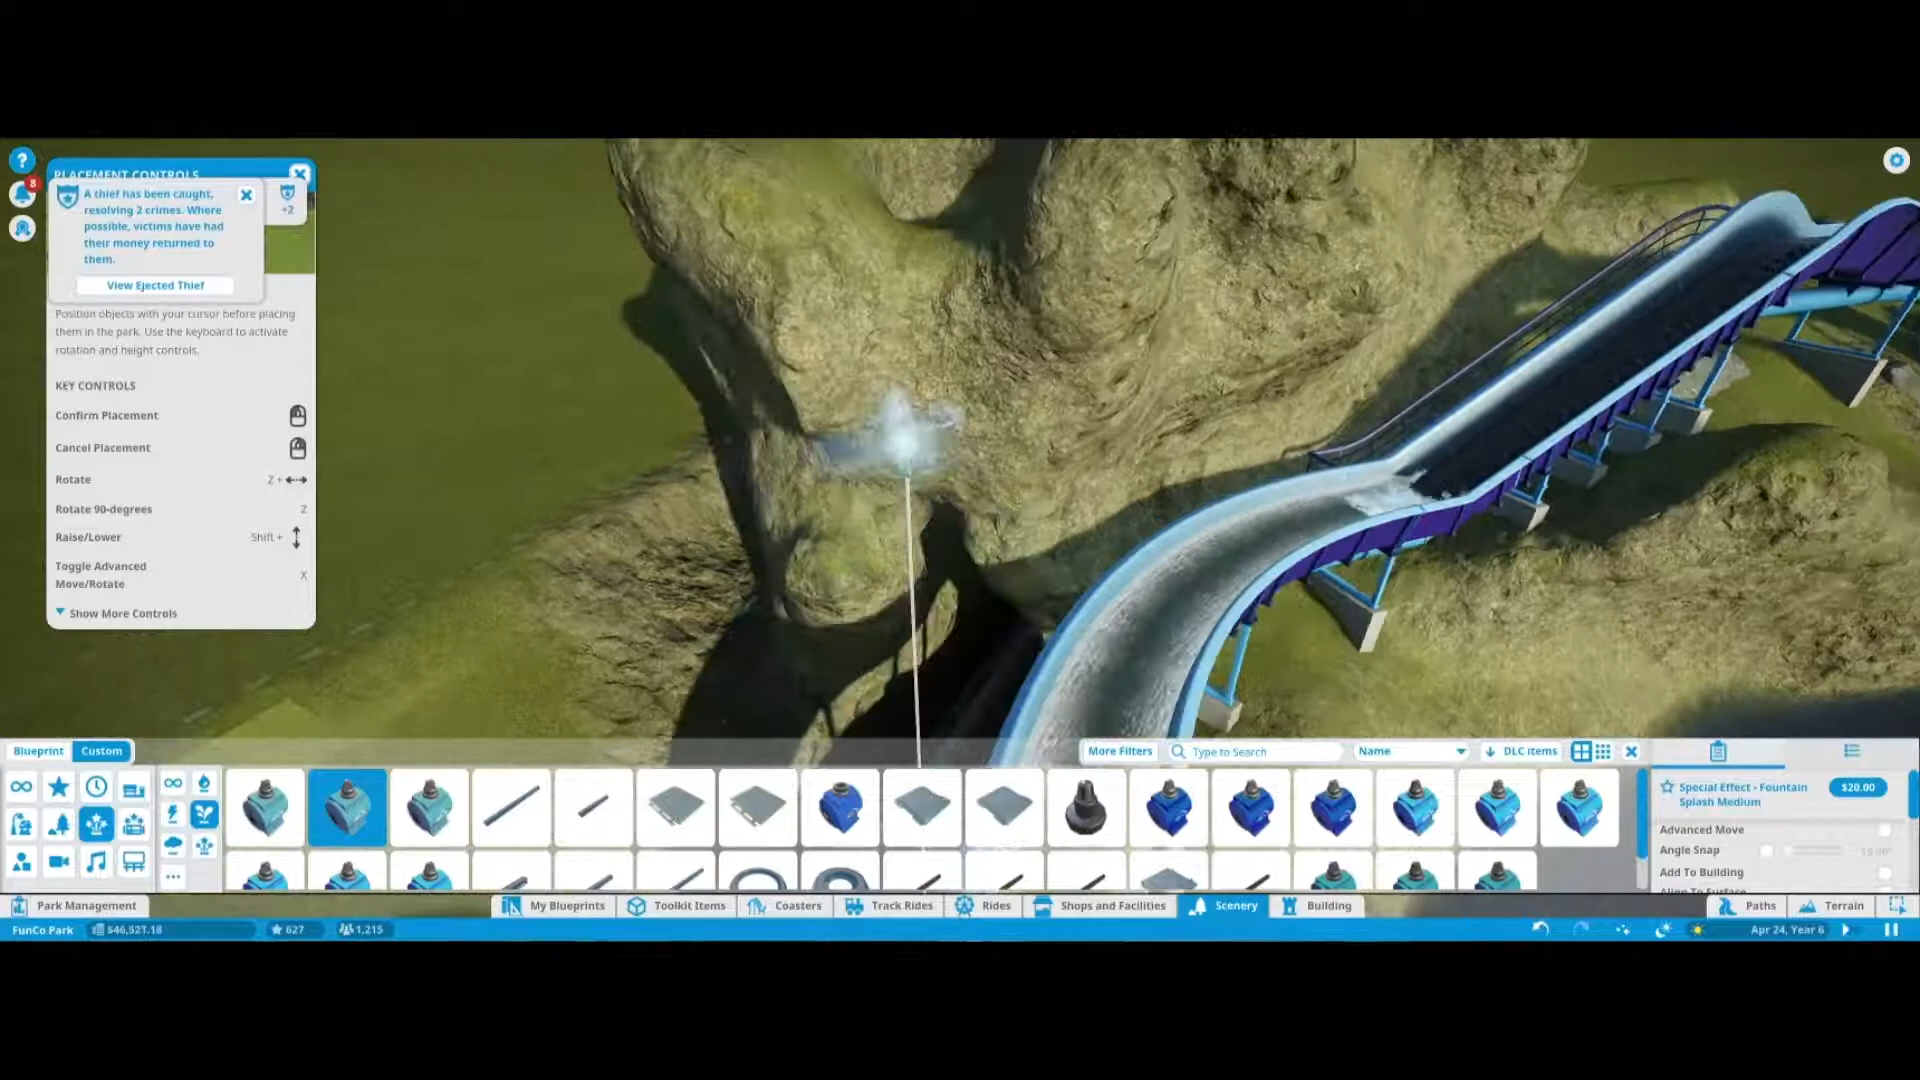 PLACEMENT CONTROLS
8
A thief has been caught,
resolving 2 crimes. Where
possible, victims have had
their money returned to
them.
+2
View Ejected Thief
Position objects with your cursor before placing
them in the park. Use the keyboard to activate
rotation and height controls.
KEY CONTROLS
Confirm Placement
Cancel Placement
Rotate
Z +
Rotate 90-degrees
Z
Raise/Lower
Shift +
Toggle Advanced
Move/Rotate
X
Show More Controls
Blueprint
Custom
More Filters
Type to Search
Name
DLC Items
Special Effect - Fountain
Splash Medium
$20.00
Advanced Move
Angle Snap
Add To Building
Align To Surface
Park Management
My Blueprints
Toolkit Items
Coasters
Track Rides
Rides
Shops and Facilities
Scenery
Building
Paths
Terrain
FunCo Park
$46,521.18
627
1,215
Apr 24, Year 6